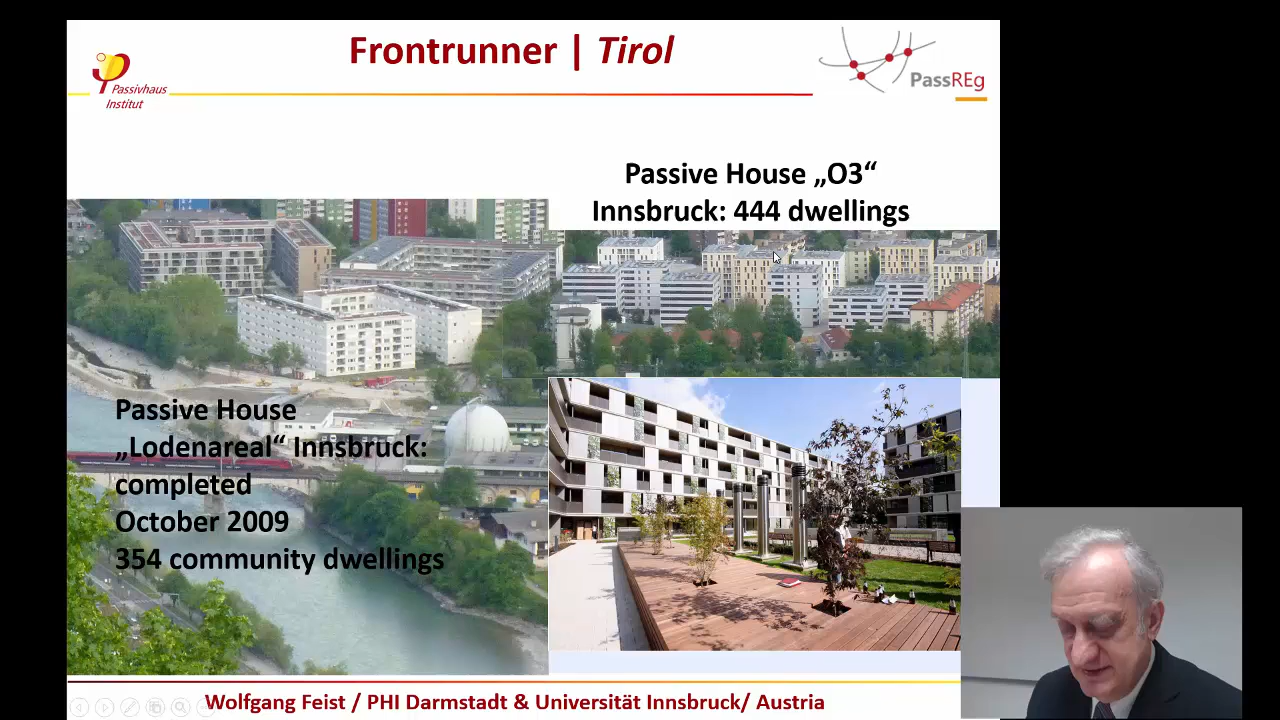 Frontrunner | Tirol
Passivhaus
Institut
PassREg
Passive House „O3“
Innsbruck: 444 dwellings
Passive House
„Lodenareal“ Innsbruck:
completed
October 2009
354 community dwellings
Wolfgang Feist / PHI Darmstadt & Universität Innsbruck/ Austria